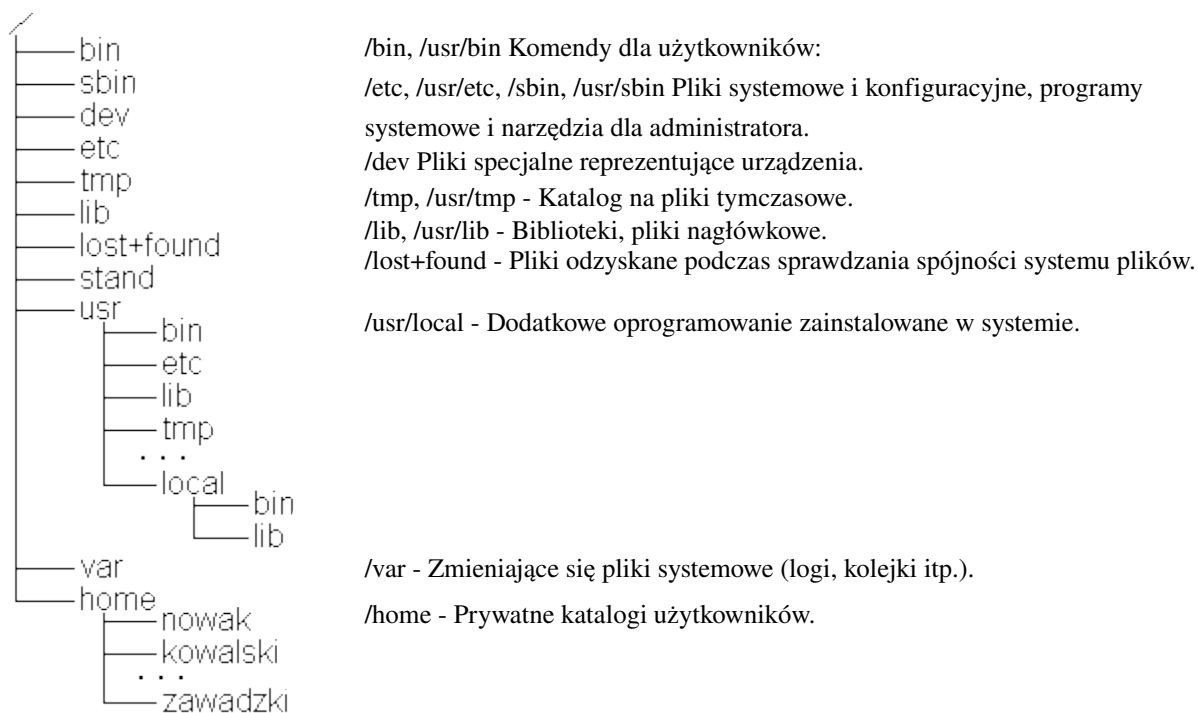 /
bin
/bin, /usr/bin Komendy dla użytkowników:
sbin
/etc, /usr/etc, /sbin, /usr/sbin Pliki systemowe i konfiguracyjne, programy
systemowe i narzędzia dla administratora.
dev
etc
/dev Pliki specjalne reprezentujące urządzenia.
tmp
/tmp, /usr/tmp - Katalog na pliki tymczasowe.
lib
/lib, /usr/lib - Biblioteki, pliki nagłówkowe.
lost+found
/lost+found - Pliki odzyskane podczas sprawdzania spójności systemu plików.
stand
usr
/usr/local - Dodatkowe oprogramowanie zainstalowane w systemie.
bin
etc
lib
tmp
. . .
local
bin
lib
var
/var - Zmieniające się pliki systemowe (logi, kolejki itp.).
home
/home - Prywatne katalogi użytkowników.
nowak
kowalski
. . .
zawadzki